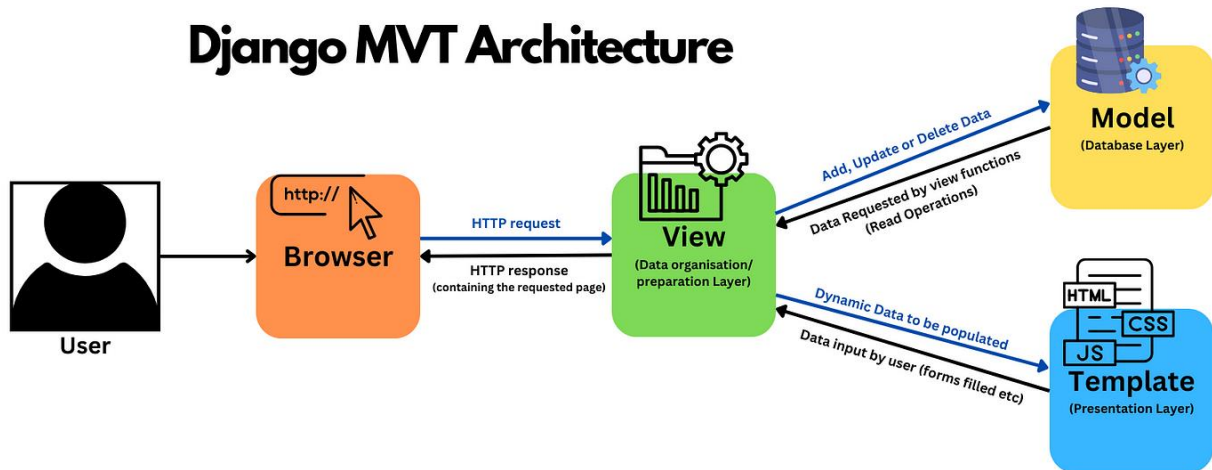 Django MVT Architecture
User
http://
Browser
HTTP request
HTTP response
(containing the requested page)
View
(Data organisation/
preparation Layer)
Add, Update or Delete Data
Data Requested by view functions
(Read Operations)
Model
(Database Layer)
Dynamic Data to be populated
Data input by user (forms filled etc)
HTML
CSS
JS
Template
(Presentation Layer)